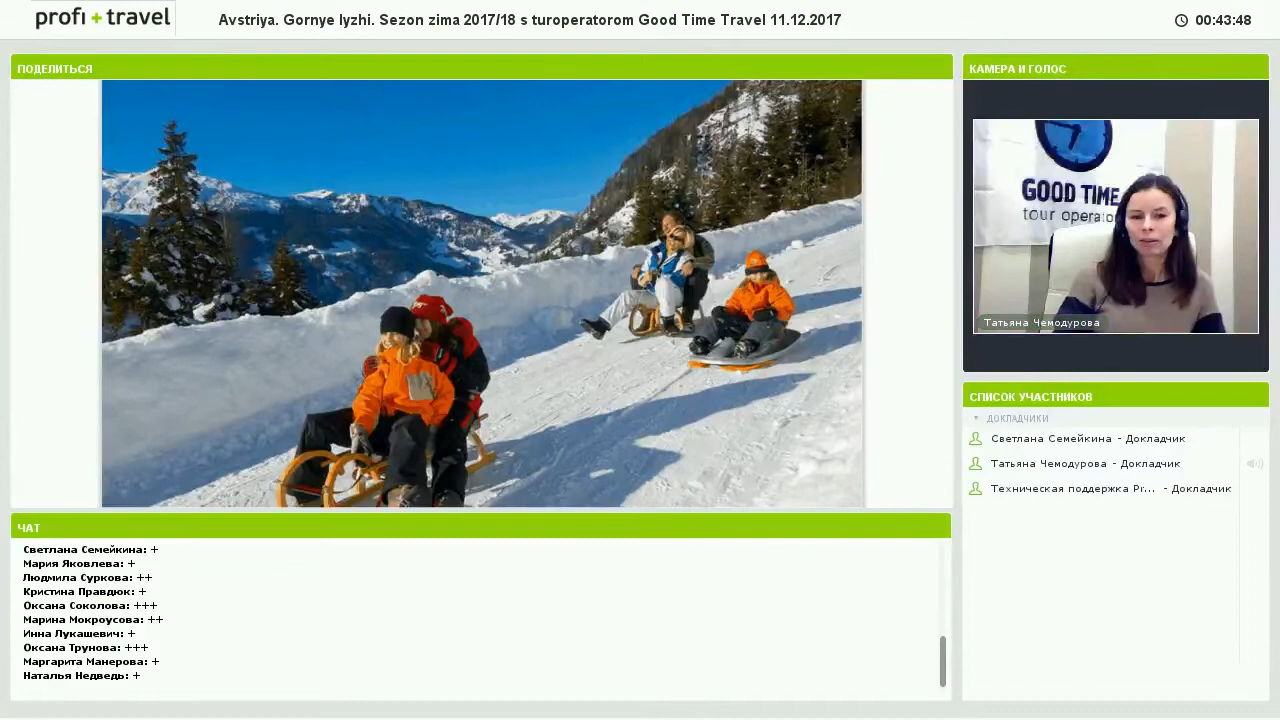 profi + travel
Avstriya. Gornye lyzhi. Sezon zima 2017/18 s turoperatorom Good Time Travel 11.12.2017
00:43:48
ПОДЕЛИТЬСЯ
КАМЕРА И ГОЛОС
GOOD TIME
tour operator
Татьяна Чемодурова
СПИСОК УЧАСТНИКОВ
ДОКЛАДЧИКИ
Светлана Семейкина - Докладчик
Татьяна Чемодурова - Докладчик
Техническая поддержка Pr... - Докладчик
ЧАТ
Светлана Семейкина: +
Мария Яковлева: +
Людмила Суркова: ++
Кристина Правдюк: +
Оксана Соколова: +++
Марина Мокроусова: ++
Инна Лукашевич: +
Оксана Трунова: +++
Маргарита Манерова: +
Наталья Недведь: +